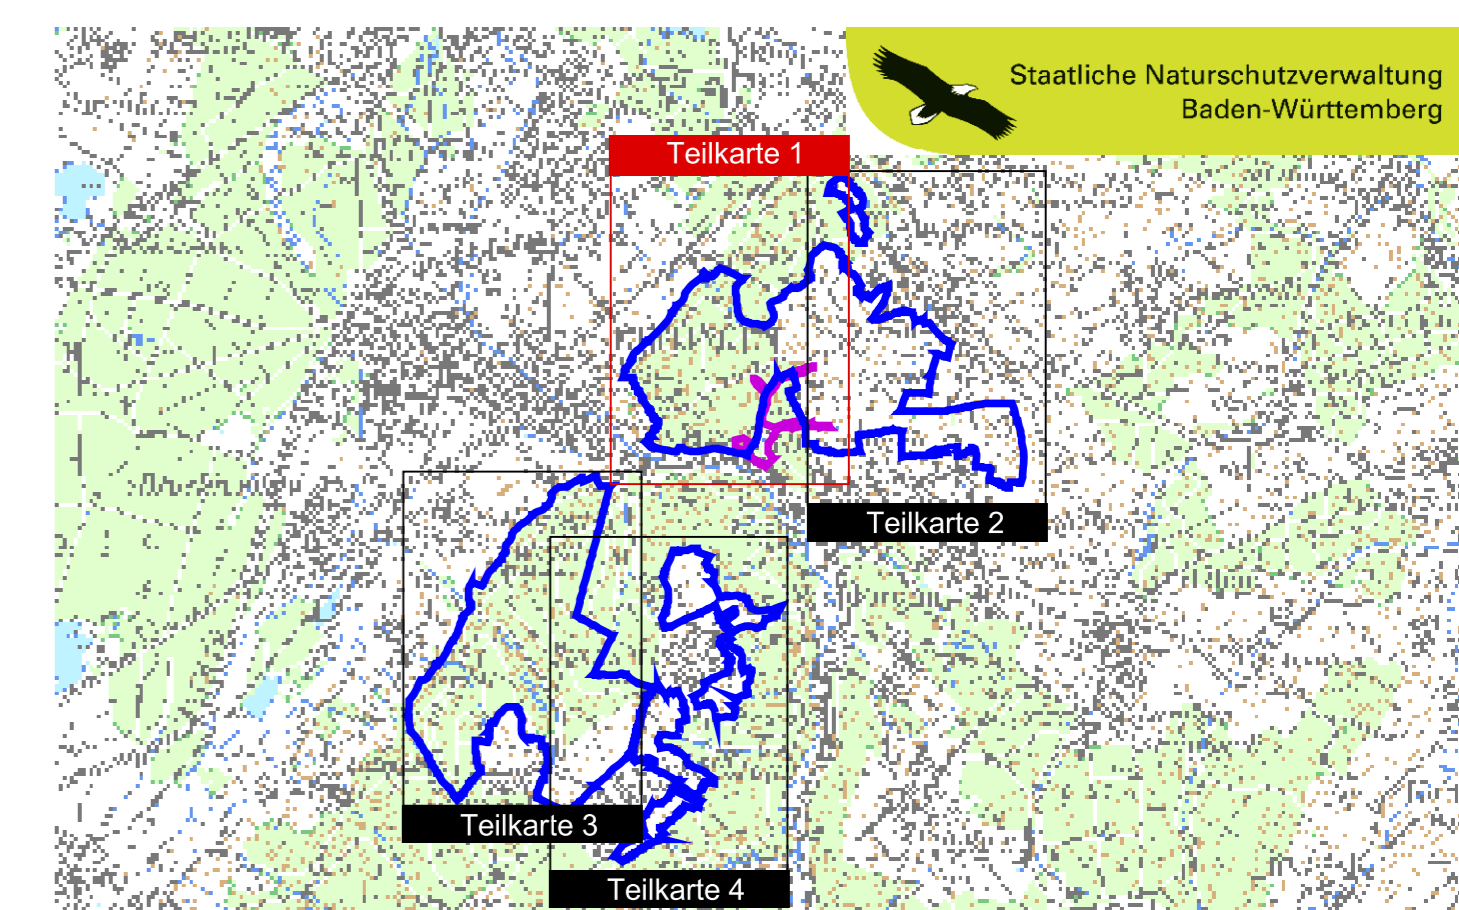 Staatliche Naturschutzverwaltung
Baden-Württemberg
Teilkarte 1
Teilkarte 2
Teilkarte 3
Teilkarte 4